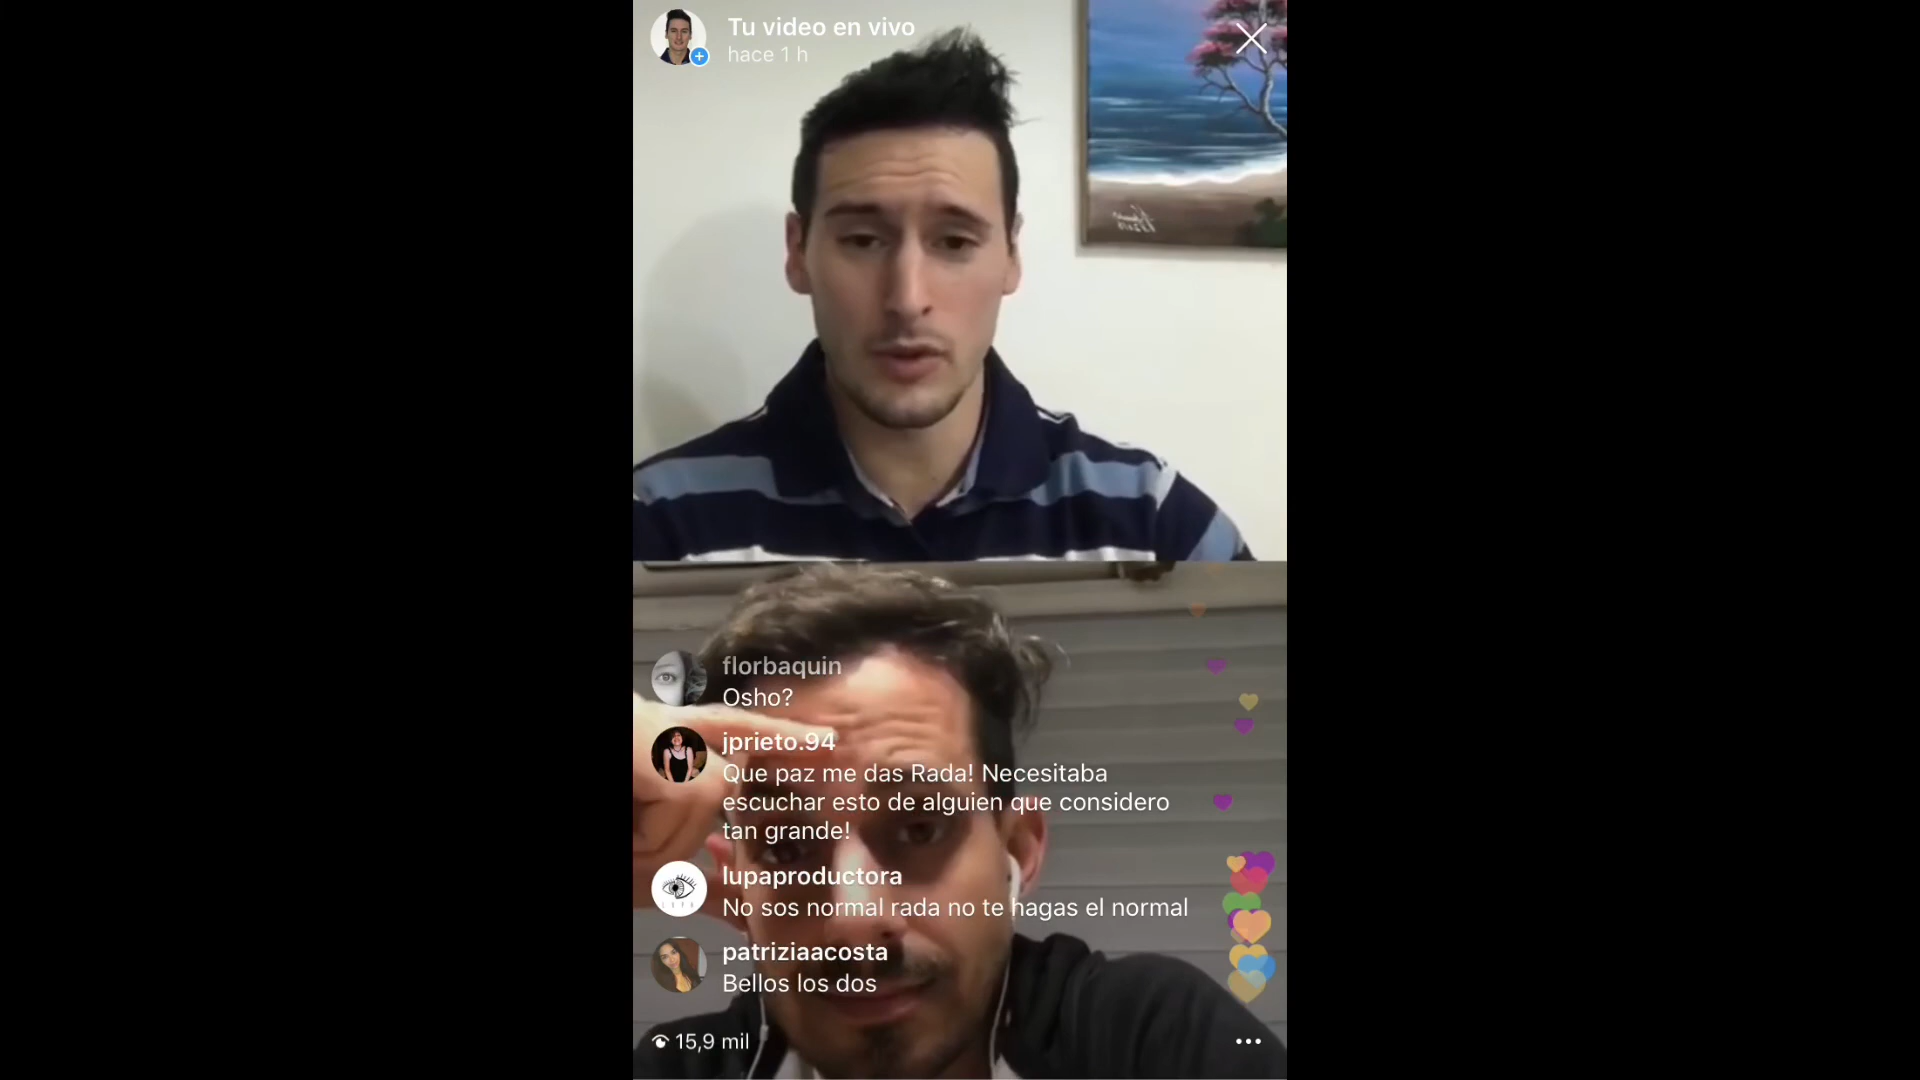 Tu video en vivo
hace 1 h
florbaquin
Osho?
jprieto.94
Que paz me das Rada! Necesitaba
escuchar esto de alguien que considero
tan grande!
lupaproductora
No sos normal rada no te hagas el normal
patriziaacosta
Bellos los dos
15,9 mil